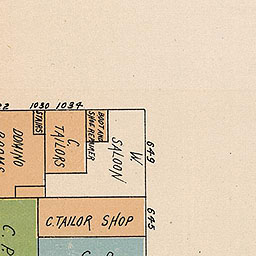 1030 1034
STAIRS
C.
TAILORS
BOOT AND
SHOE REPAIRER
W.
SALOON
649
DOMINO
ROOMS
C. TAILOR SHOP
645